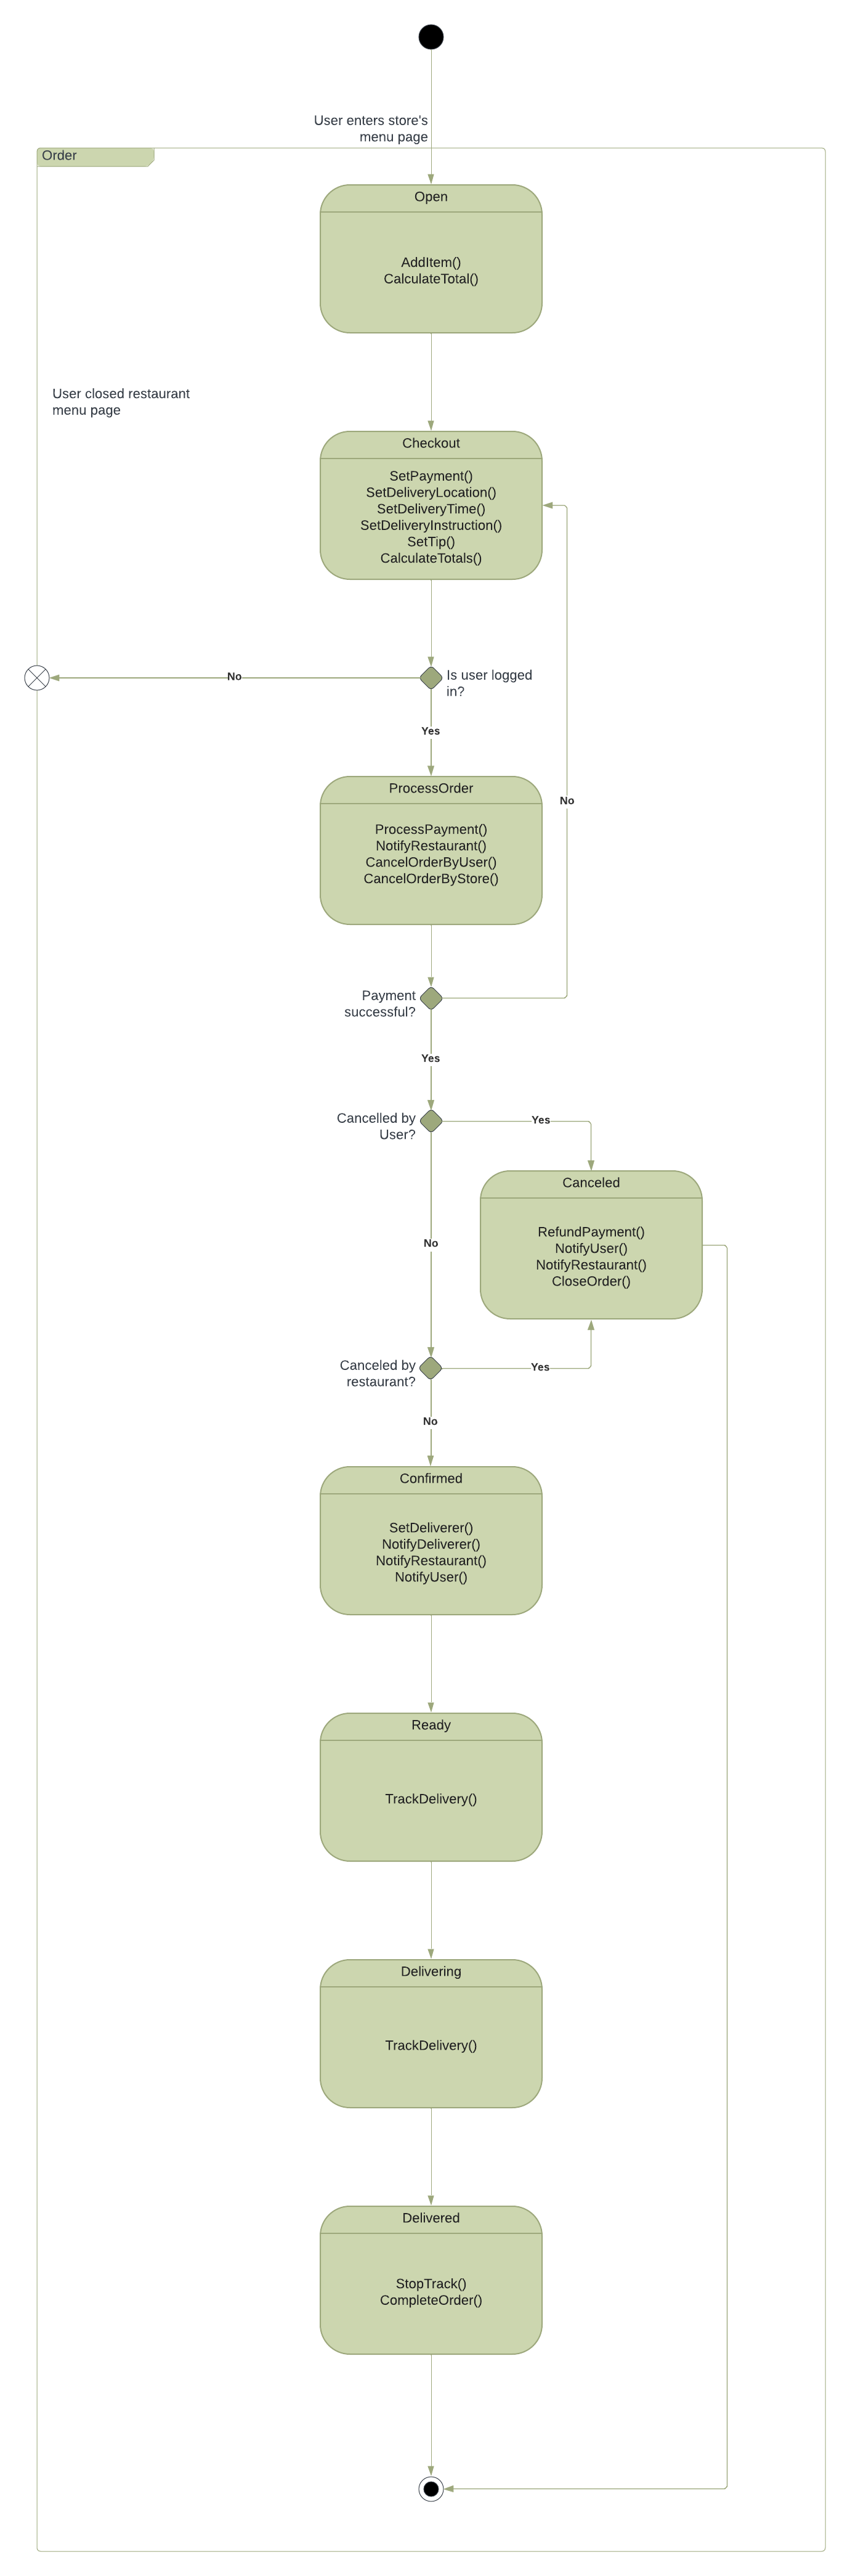 User enters store's
menu page
Order
Open
AddItem()
CalculateTotal()
User closed restaurant
menu page
Checkout
SetPayment()
SetDeliveryLocation()
SetDeliveryTime()
SetDeliveryInstruction()
SetTip()
CalculateTotals()
No
Is user logged
in?
Yes
ProcessOrder
No
ProcessPayment()
NotifyRestaurant()
CancelOrderByUser()
CancelOrderByStore()
Payment
successful?
Yes
Cancelled by
User?
Yes
Canceled
RefundPayment()
NotifyUser()
NotifyRestaurant()
CloseOrder()
No
Canceled by
restaurant?
Yes
No
Confirmed
SetDeliverer()
NotifyDeliverer()
NotifyRestaurant()
NotifyUser()
Ready
TrackDelivery()
Delivering
TrackDelivery()
Delivered
StopTrack()
CompleteOrder()